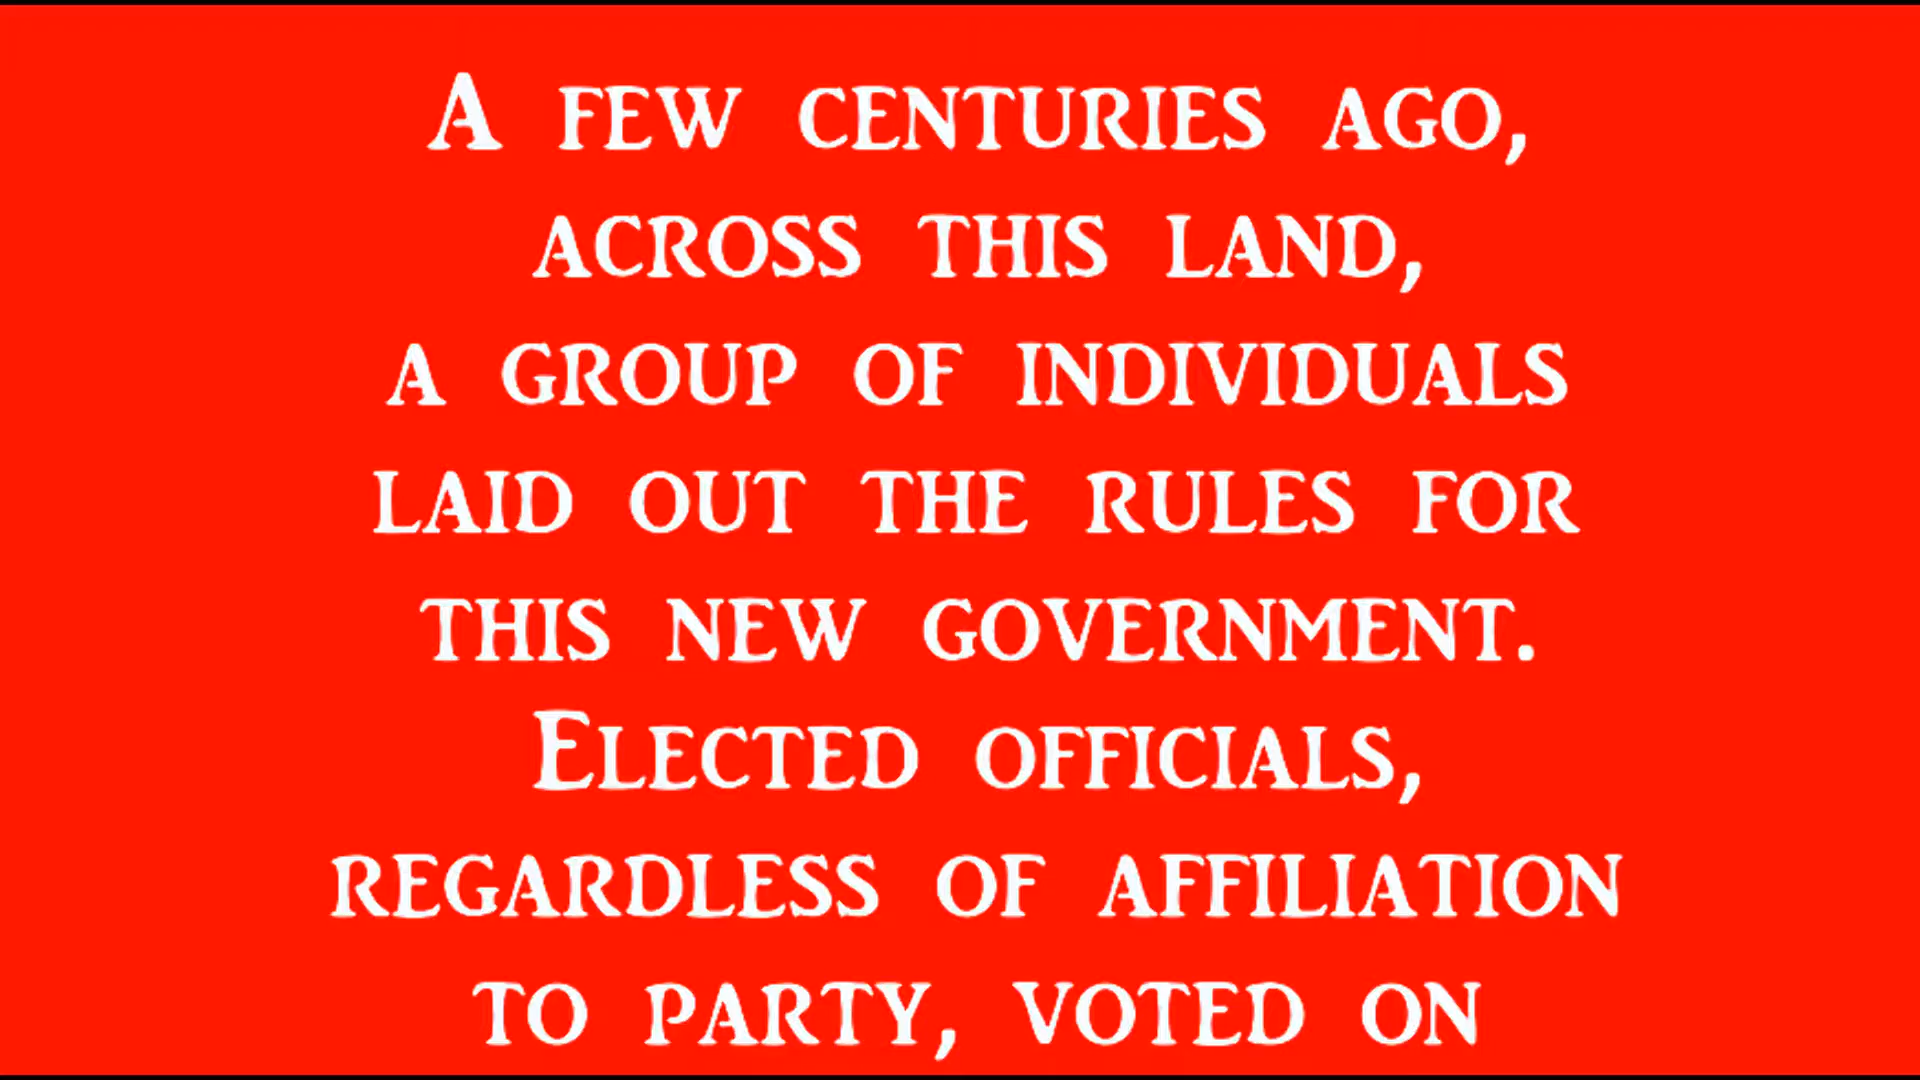 A FEW CENTURIES AGO,
ACROSS THIS LAND,
A GROUP OF INDIVIDUALS
LAID OUT THE RULES FOR
THIS NEW GOVERNMENT.
ELECTED OFFICIALS,
REGARDLESS OF AFFILIATION
TO PARTY, VOTED ON